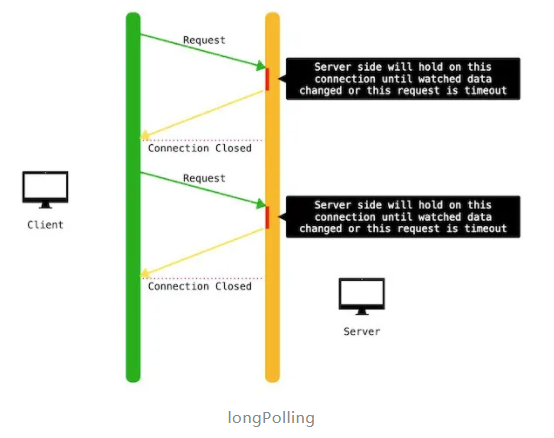 Request
Server side will hold on this
connection until watched data
changed or this request is timeout
Connection Closed
Request
Server side will hold on this
connection until watched data
changed or this request is timeout
Client
Connection Closed
Server
longPolling